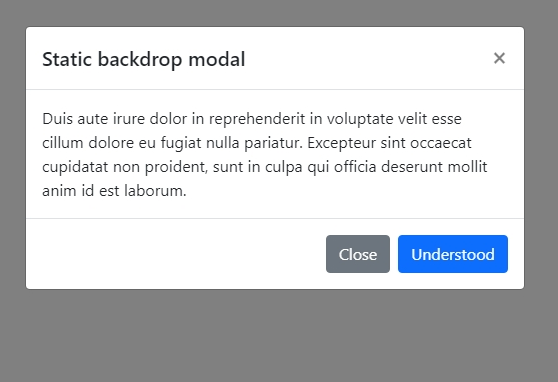 Static backdrop modal ×
Duis aute irure dolor in reprehenderit in voluptate velit esse
cillum dolore eu fugiat nulla pariatur. Excepteur sint occaecat
cupidatat non proident, sunt in culpa qui officia deserunt mollit
anim id est laborum.
Close Understood